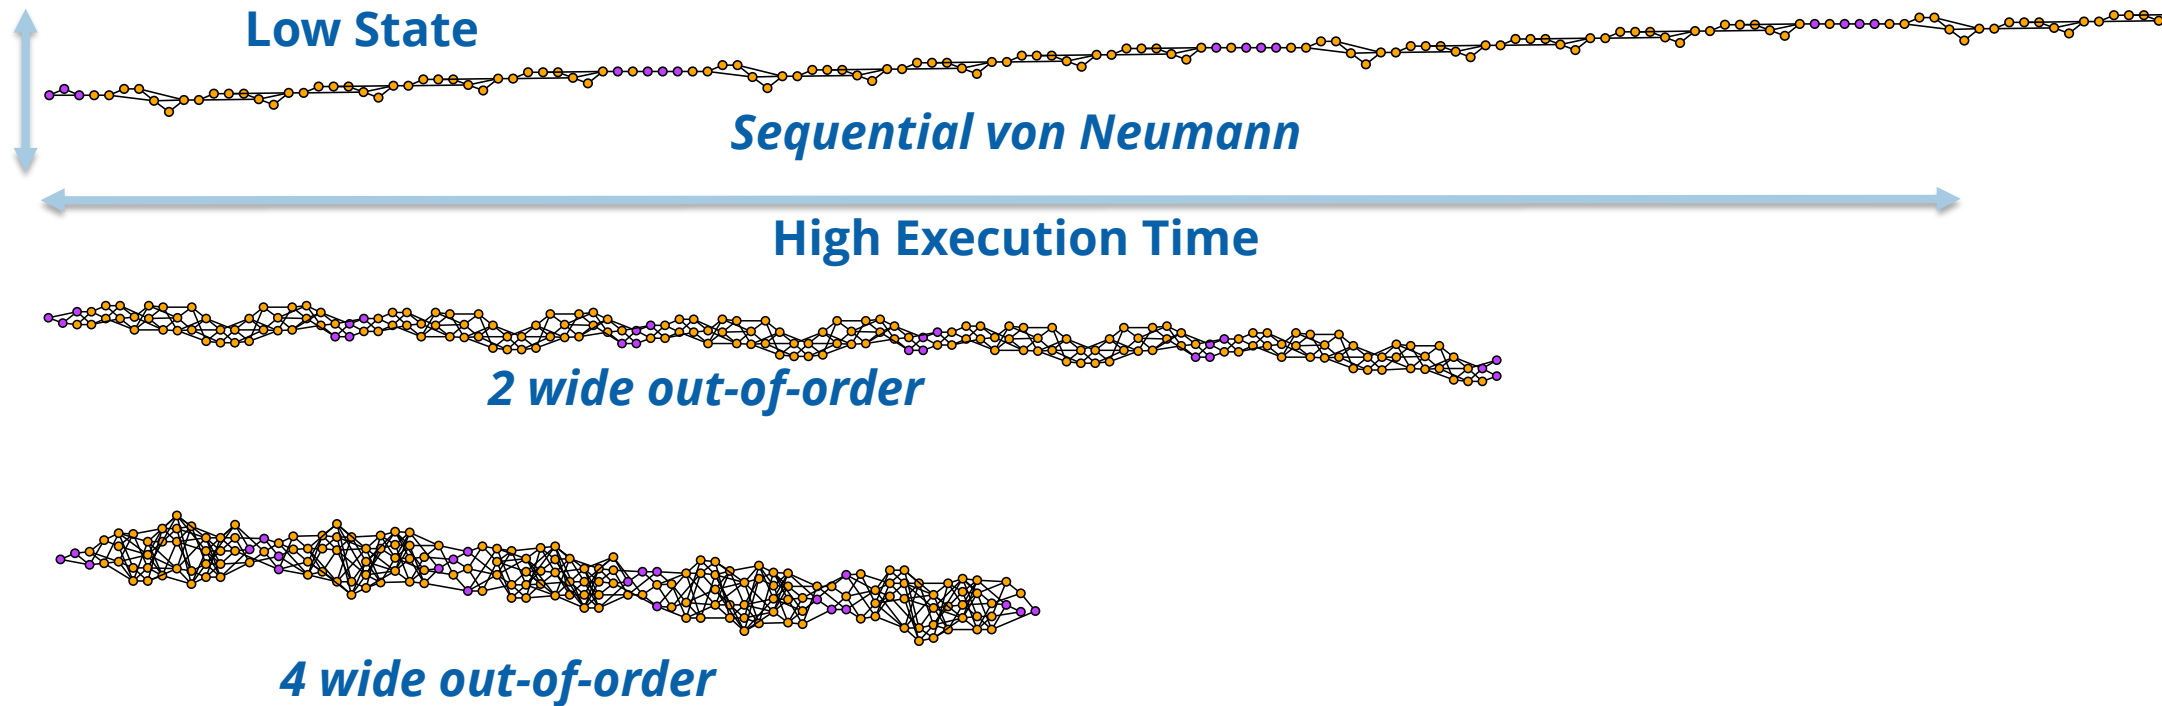 Low State
Sequential von Neumann
High Execution Time
2 wide out-of-order
4 wide out-of-order